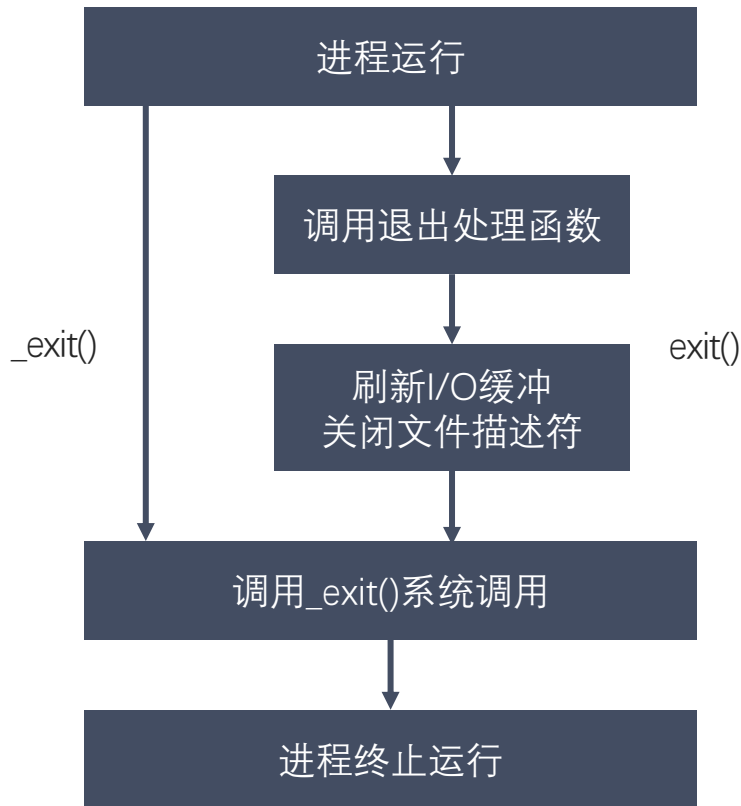 进程运行
调用退出处理函数
_exit()
exit()
刷新I/O缓冲
关闭文件描述符
调用_exit()系统调用
进程终止运行